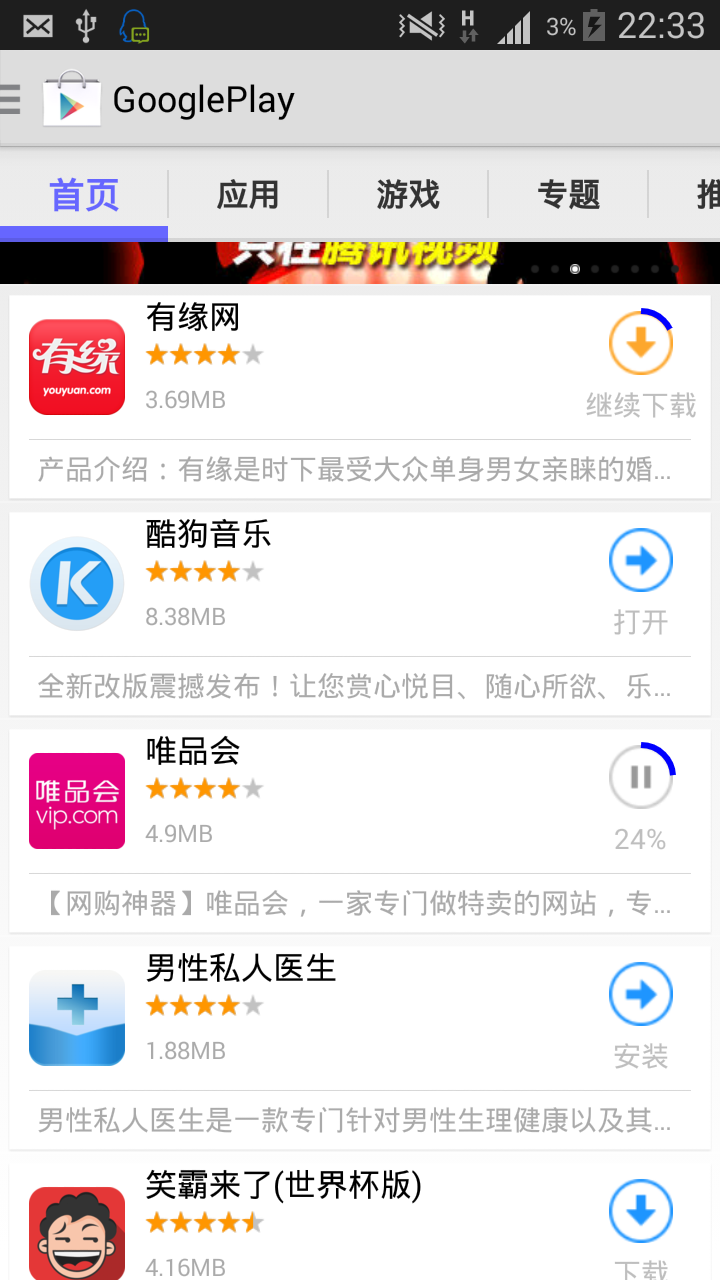 H 3% 22:33
GooglePlay
首页 应用 游戏 专题 推
只在腾讯视频
有缘网
有缘
youyuan.com
3.69MB
继续下载
产品介绍：有缘是时下最受大众单身男女亲睐的婚...
酷狗音乐
K
8.38MB
打开
全新改版震撼发布！让您赏心悦目、随心所欲、乐...
唯品会
唯品会
vip.com
4.9MB
24%
【网购神器】唯品会，一家专门做特卖的网站，专...
男性私人医生
1.88MB
安装
男性私人医生是一款专门针对男性生理健康以及其...
笑霸来了(世界杯版)
4.16MB
下载